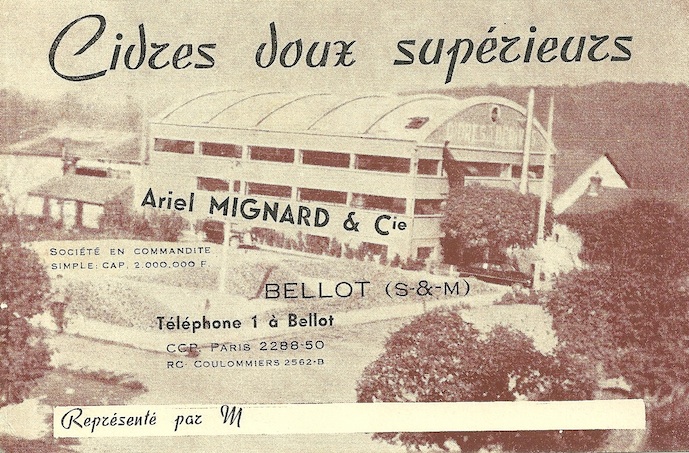 Cidres doux supérieurs
CIDRES
Ariel MIGNARD & Cie
SOCIÉTÉ EN COMMANDITE
SIMPLE: CAP. 2.000.000 F.
BELLOT (S-&-M)
Téléphone 1 à Bellot
CCP. PARIS 2288-50
RC. COULOMMIERS 2562-B
Représenté par M